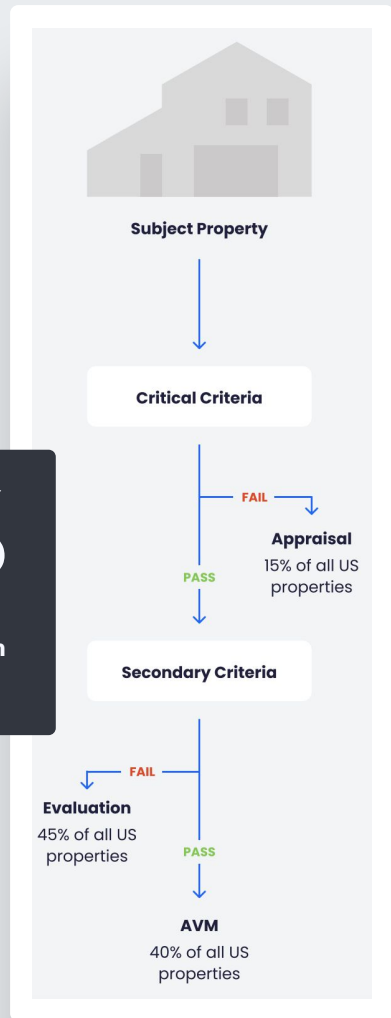 Subject Property
Critical Criteria
FAIL
Appraisal
15% of all US
properties
PASS
Secondary Criteria
FAIL
Evaluation
45% of all US
properties
PASS
AVM
40% of all US
properties